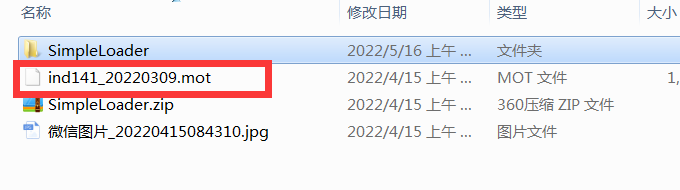 名称 修改日期 类型 大小
SimpleLoader 2022/5/16 上午 ... 文件夹
ind141_20220309.mot 2022/4/15 上午 ... MOT 文件 1,
SimpleLoader.zip 2022/4/15 上午 ... 360压缩 ZIP 文件
微信图片_20220415084310.jpg 2022/4/15 上午 ... 图片文件